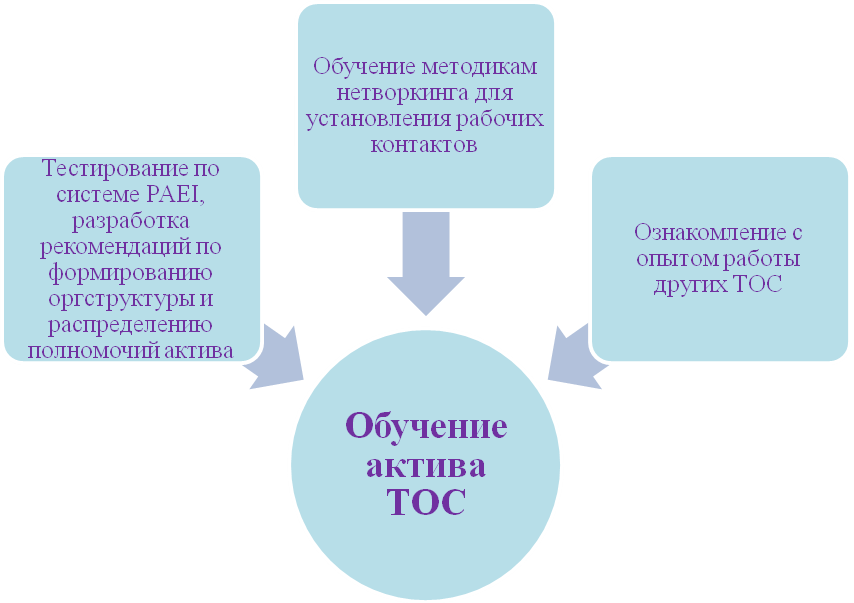 Обучение методикам
нетворкинга для
установления рабочих
контактов
Тестирование по
системе PAEI,
разработка
рекомендаций по
формированию
оргструктуры и
распределению
полномочий актива
Ознакомление с
опытом работы
других ТОС
Обучение
актива
ТОС